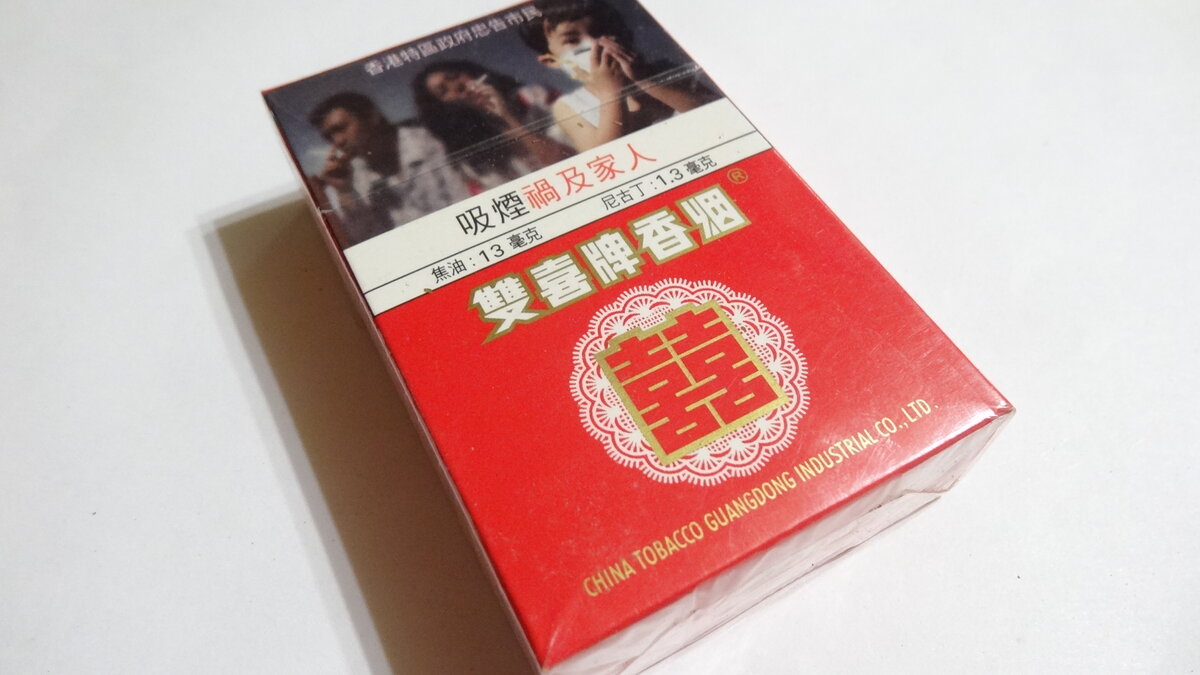 香港特區政府忠告市民
吸煙禍及家人
焦油:13 毫克 尼古丁:1.3 毫克
雙喜牌香烟®
囍
CHINA TOBACCO GUANGDONG INDUSTRIAL CO.,LTD.